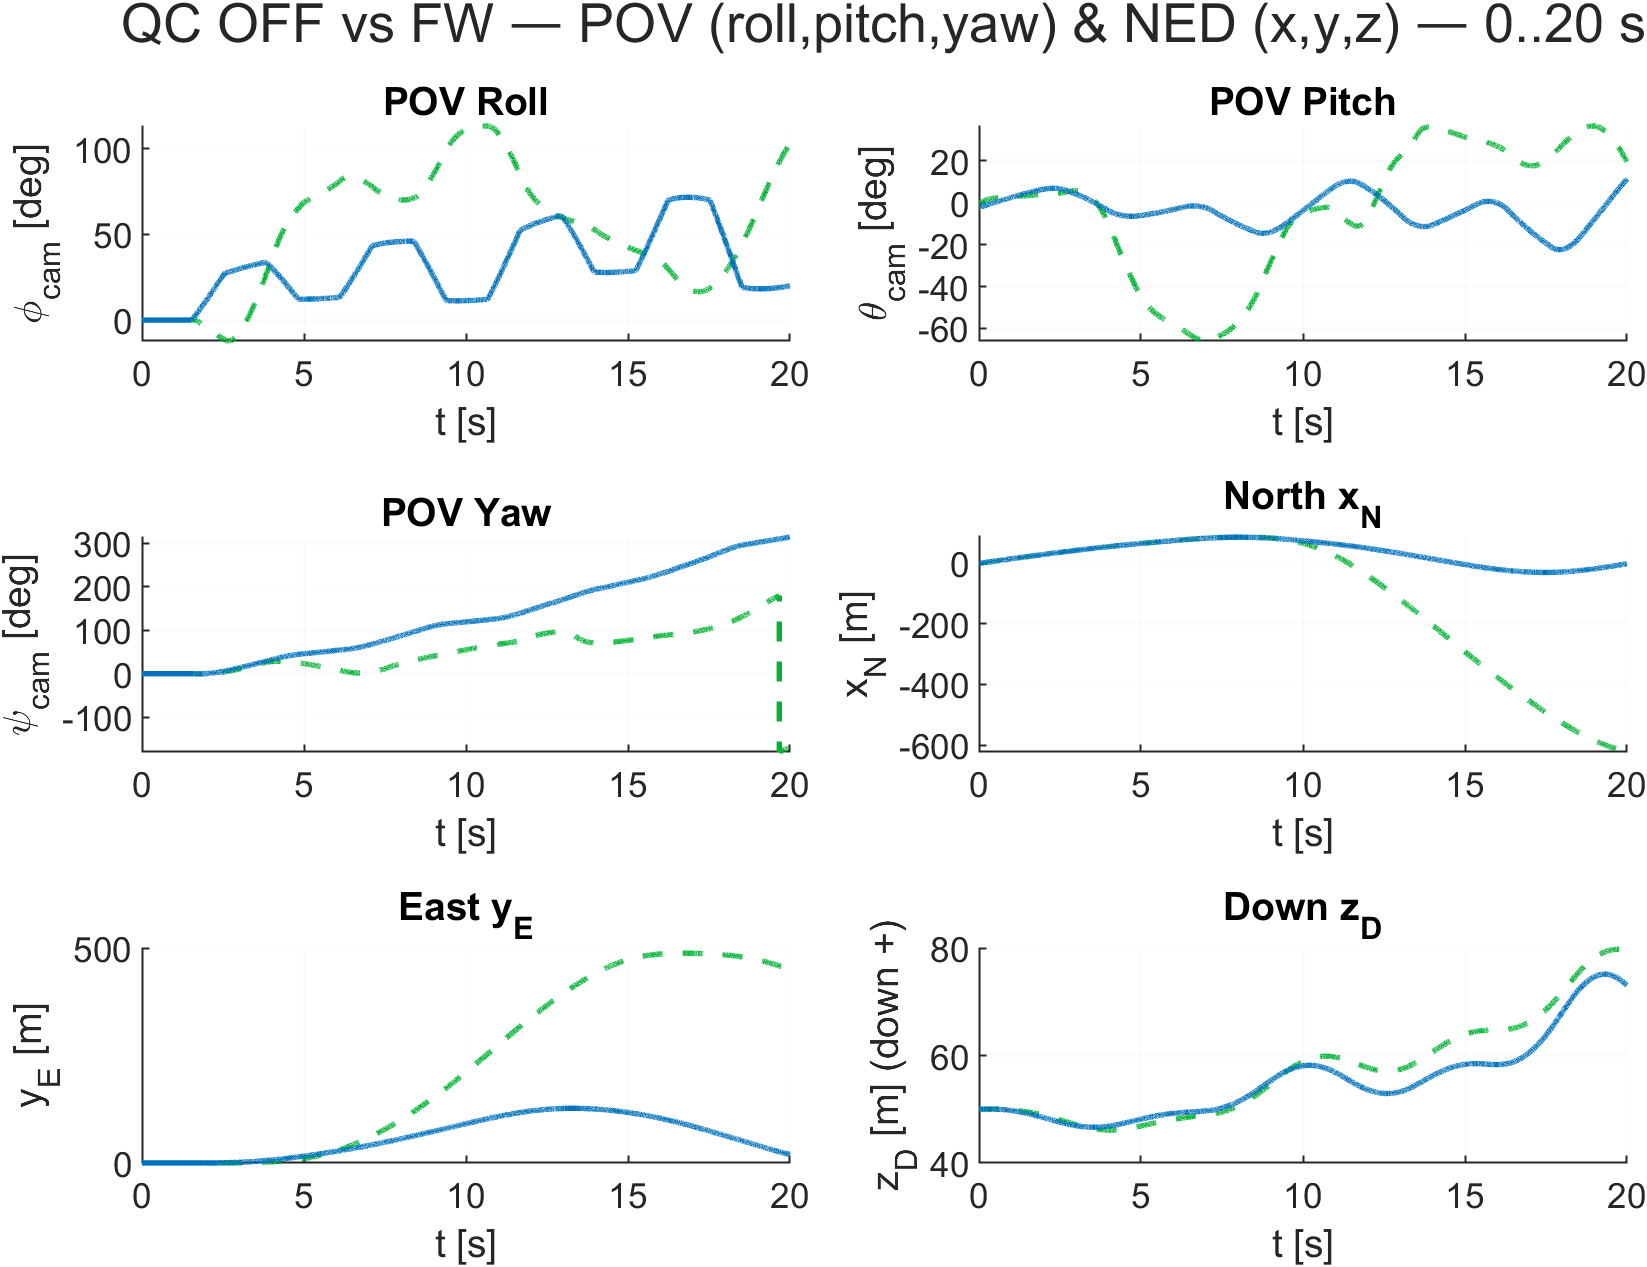 QC OFF vs FW — POV (roll,pitch,yaw) & NED (x,y,z) — 0..20 s
POV Roll
ϕcam [deg]
100
50
0
0 5 10 15 20
t [s]
POV Pitch
θcam [deg]
20
0
-20
-40
-60
0 5 10 15 20
t [s]
POV Yaw
ψcam [deg]
300
200
100
0
-100
0 5 10 15 20
t [s]
North xN
xN [m]
0
-200
-400
-600
0 5 10 15 20
t [s]
East yE
yE [m]
500
0
0 5 10 15 20
t [s]
Down zD
zD [m] (down +)
80
60
40
0 5 10 15 20
t [s]